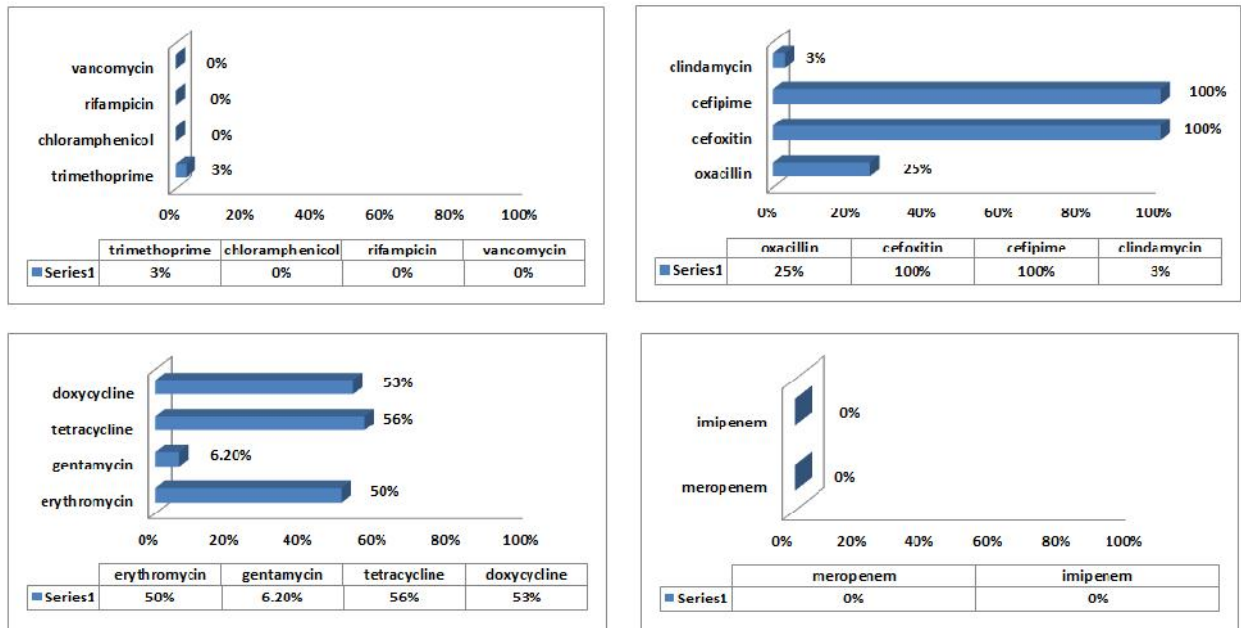 vancomycin 0%
rifampicin 0%
chloramphenicol 0%
trimethoprime 3%
0% 20% 40% 60% 80% 100%
trimethoprime chloramphenicol rifampicin vancomycin
Series1 3% 0% 0% 0%
clindamycin 3%
cefipime 100%
cefoxitin 100%
oxacillin 25%
0% 20% 40% 60% 80% 100%
oxacillin cefoxitin cefipime clindamycin
Series1 25% 100% 100% 3%
doxycycline 53%
tetracycline 56%
gentamycin 6.20%
erythromycin 50%
0% 20% 40% 60% 80% 100%
erythromycin gentamycin tetracycline doxycycline
Series1 50% 6.20% 56% 53%
imipenem 0%
meropenem 0%
0% 20% 40% 60% 80% 100%
meropenem imipenem
Series1 0% 0%